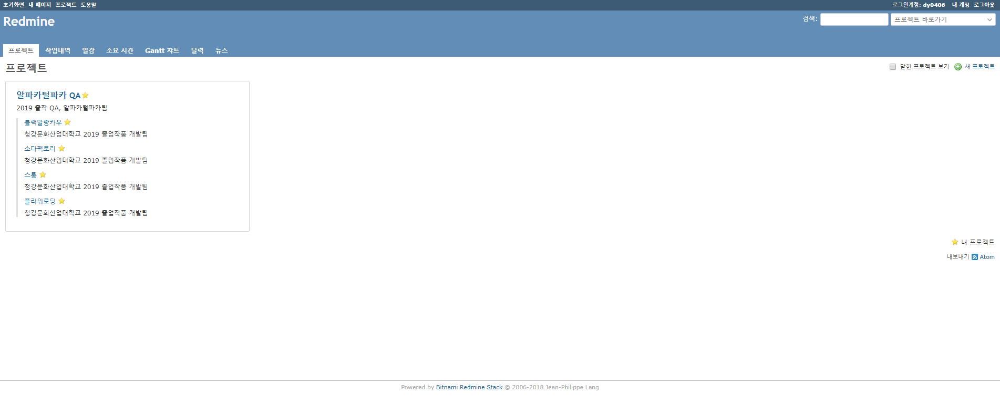 초기화면 내 페이지 프로젝트 도움말 로그인계정: dy0406 내 계정 로그아웃
Redmine 검색: 프로젝트 바로가기
프로젝트 작업내역 일감 소요 시간 Gantt 차트 달력 뉴스
프로젝트 닫힌 프로젝트 보기 새 프로젝트
알파카털파카 QA
2019 졸작 QA, 알파카털파카팀
블랙말랑카우
청강문화산업대학교 2019 졸업작품 개발팀
소다팩토리
청강문화산업대학교 2019 졸업작품 개발팀
스톰
청강문화산업대학교 2019 졸업작품 개발팀
플라워로딩
청강문화산업대학교 2019 졸업작품 개발팀
내 프로젝트
내보내기 Atom
Powered by Bitnami Redmine Stack © 2006-2018 Jean-Philippe Lang